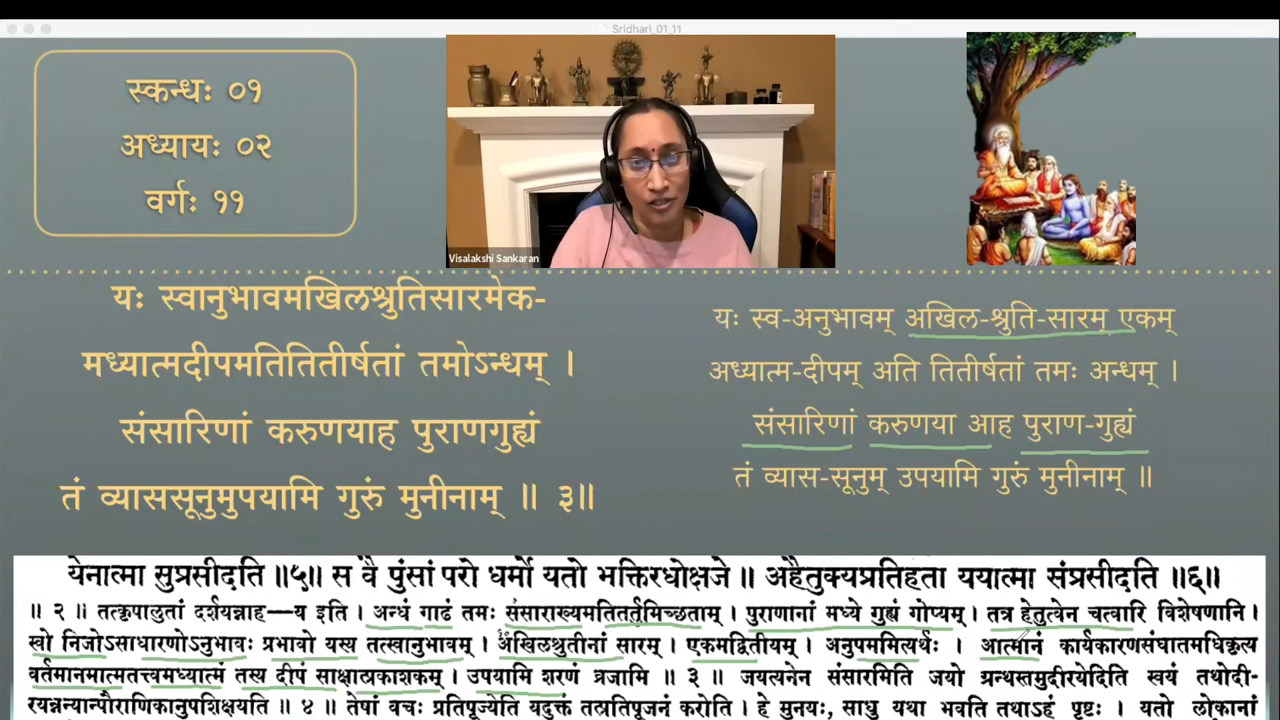 Sridhari_01_11
स्कन्धः ०१
अध्यायः ०२
वर्गः ११
Visalakshi Sankaran
यः स्वानुभावमखिलश्रुतिसारमेक-
मध्यात्मदीपमतितितीर्षतां तमोऽन्धम् ।
संसारिणां करुणयाह पुराणगुह्यं
तं व्याससूनुमुपयामि गुरुं मुनीनाम् ॥ ३॥
यः स्व-अनुभावम् अखिल-श्रुति-सारम् एकम्
अध्यात्म-दीपम् अति तितीर्षतां तमः अन्धम् ।
संसारिणां करुणया आह पुराण-गुह्यं
तं व्यास-सूनुम् उपयामि गुरुं मुनीनाम् ॥
येनात्मा सुप्रसीदति ॥५॥ स वै पुंसां परो धर्मो यतो भक्तिरधोक्षजे ॥ अहैतुक्यप्रतिहता ययात्मा संप्रसीदति ॥६॥
॥ २ ॥ तत्कृपालुतां दर्शयन्नाह—य इति । अन्धं गाढं तमः संसाराख्यमतितर्तुमिच्छताम् । पुराणानां मध्ये गुह्यं गोप्यम् । तत्र हेतुत्वेन चत्वारि विशेषणानि ।
स्वो निजोऽसाधारणोऽनुभावः प्रभावो यस्य तत्स्वानुभावम् । अखिलश्रुतीनां सारम् । एकमद्वितीयम् । अनुपममित्यर्थः । आत्मानं कार्यकारणसंघातमधिकृत्य
वर्तमानमात्मतत्त्वमध्यात्मं तस्य दीपं साक्षात्प्रकाशकम् । उपयामि शरणं व्रजामि ॥ ३ ॥ जयत्यनेन संसारमिति जयो ग्रन्थस्तमुदीरयेदिति स्वयं तथोदी-
रयन्नन्यान्पौराणिकानुपशिक्षयति ॥ ४ ॥ तेषां वचः प्रतिपूज्येति यदुक्तं तत्प्रतिपूजनं करोति । हे मुनयः, साधु यथा भवति तथाऽहं पृष्टः । यतो लोकानां